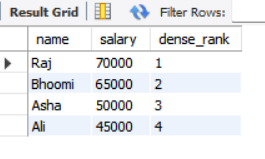 Result Grid Filter Rows:
name salary dense_rank
Raj 70000 1
Bhoomi 65000 2
Asha 50000 3
Ali 45000 4